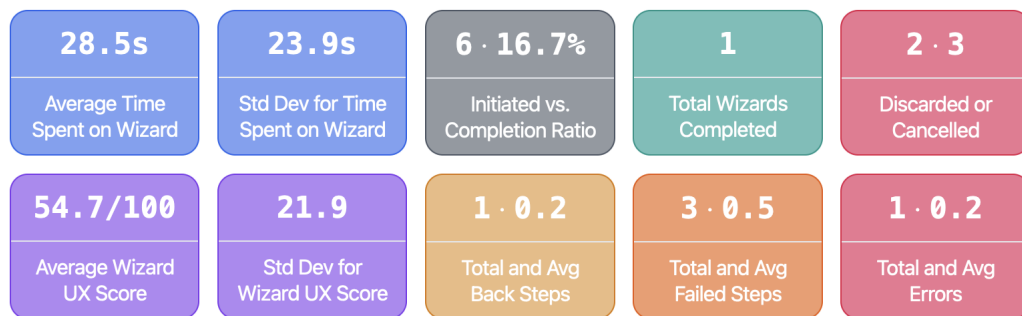 28.5s
Average Time
Spent on Wizard
23.9s
Std Dev for Time
Spent on Wizard
6 · 16.7%
Initiated vs.
Completion Ratio
1
Total Wizards
Completed
2 · 3
Discarded or
Cancelled
54.7/100
Average Wizard
UX Score
21.9
Std Dev for
Wizard UX Score
1 · 0.2
Total and Avg
Back Steps
3 · 0.5
Total and Avg
Failed Steps
1 · 0.2
Total and Avg
Errors